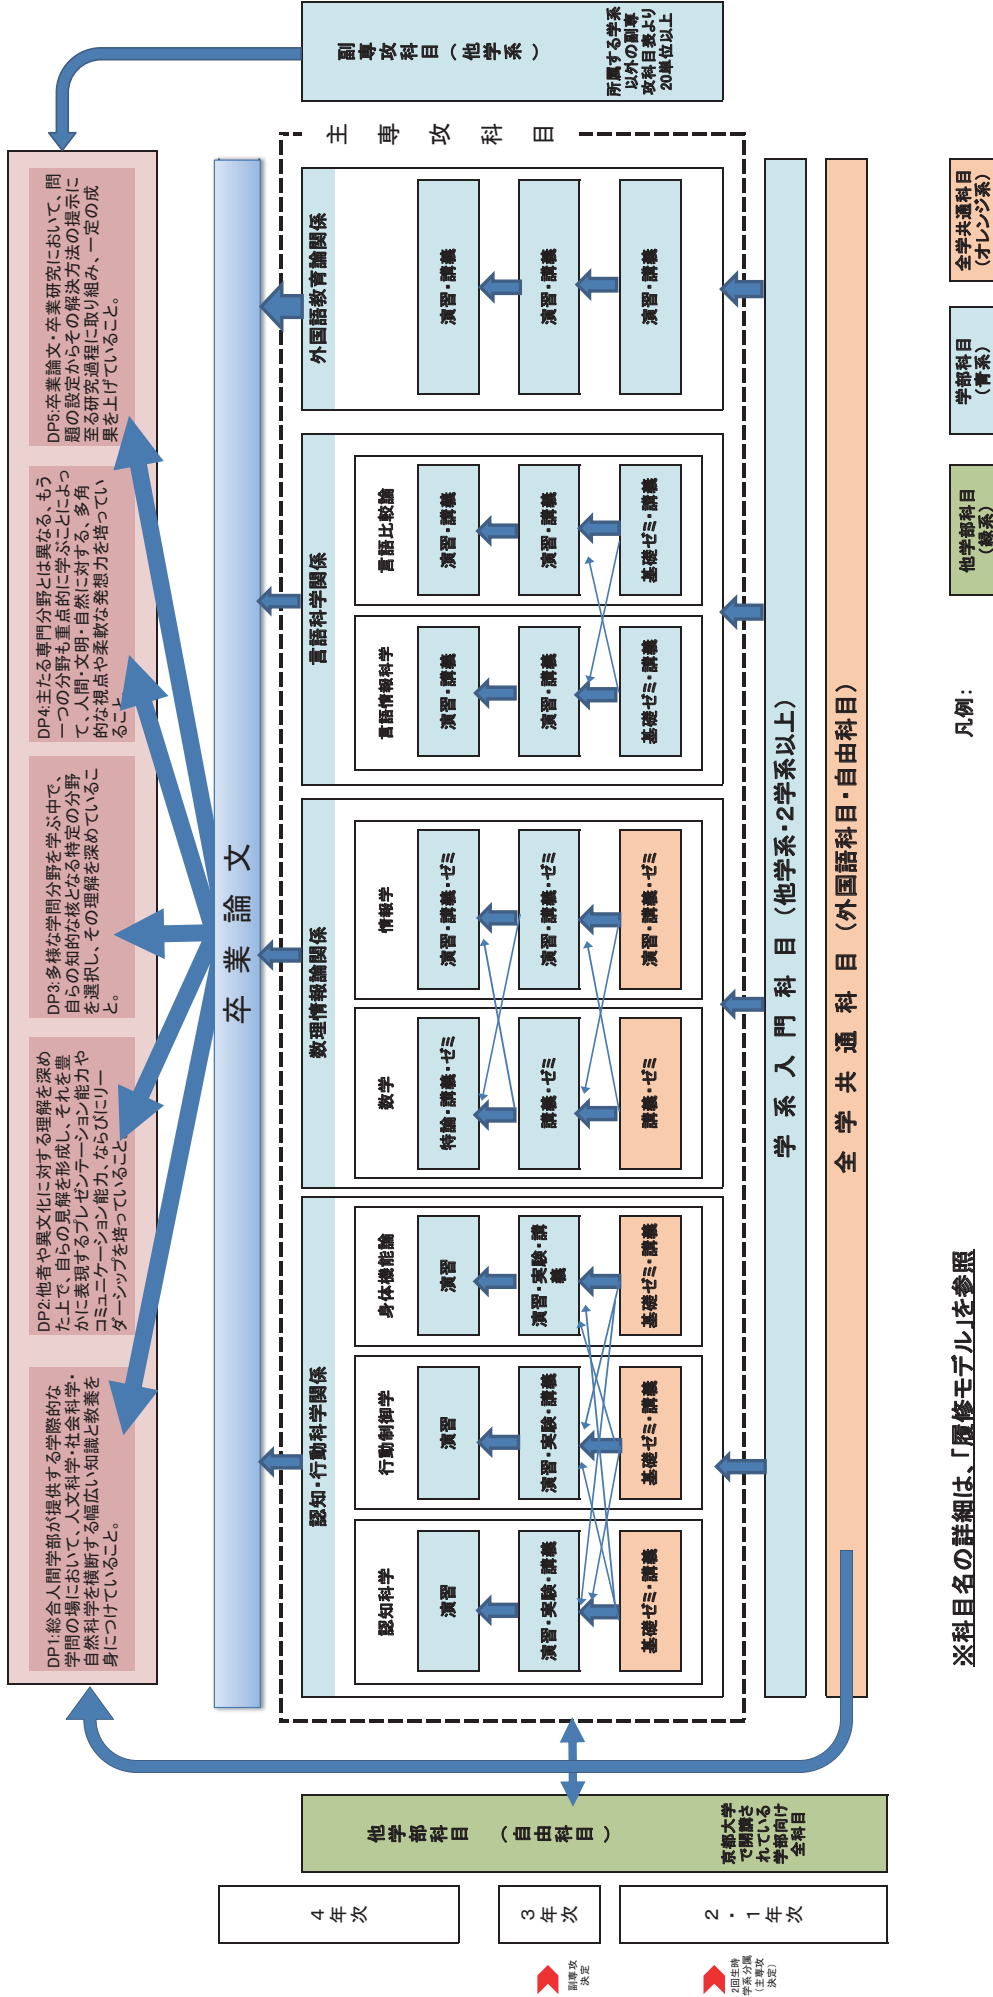 DP1:総合人間学部が提供する学際的な
学問の場において、人文科学・社会科学・
自然科学を横断する幅広い知識と教養を
身につけていること。
DP2:他者や異文化に対する理解を深め
た上で、自らの見解を形成し、それを豊
かに表現するプレゼンテーション能力や
コミュニケーション能力、ならびにリー
ダーシップを培っていること。
DP3:多様な学問分野を学ぶ中で、
自らの知的な核となる特定の分野
を選択し、その理解を深めているこ
と。
DP4:主たる専門分野とは異なる、もう
一つの分野も重点的に学ぶことによっ
て、人間・文明・自然に対する、多角
的な視点や柔軟な発想力を培ってい
ること
DP5:卒業論文・卒業研究において、問
題の設定からその解決方法の提示に
至る研究過程に取り組み、一定の成
果を上げていること。
卒業論文
4年次
3年次
2・1年次
副専攻
決定
2回生時
学系分属
(主専攻
決定)
他学部科目 (自由科目)
京都大学
で開講さ
れている
学部向け
全科目
認知・行動科学関係
認知科学
演習
演習・実験・講義
基礎ゼミ・講義
行動制御学
演習
演習・実験・講義
基礎ゼミ・講義
身体機能論
演習
演習・実験・講
義
基礎ゼミ・講義
数理情報論関係
数学
特論・講義・ゼミ
講義・ゼミ
講義・ゼミ
情報学
演習・講義・ゼミ
演習・講義・ゼミ
演習・講義・ゼミ
言語科学関係
言語情報科学
演習・講義
演習・講義
基礎ゼミ・講義
言語比較論
演習・講義
演習・講義
基礎ゼミ・講義
外国語教育論関係
演習・講義
演習・講義
演習・講義
主専攻科目
副専攻科目(他学系)
所属する学系
以外の副専
攻科目表より
20単位以上
学系入門科目(他学系・2学系以上)
全学共通科目(外国語科目・自由科目)
※科目名の詳細は、「履修モデル」を参照
凡例:
他学部科目
(緑系)
学部科目
(青系)
全学共通科目
(オレンジ系)